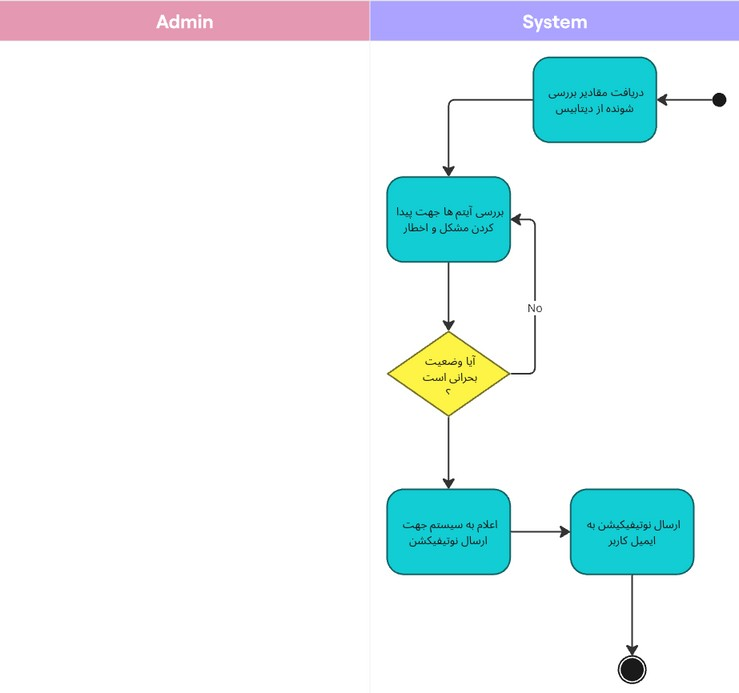 Admin
System
دریافت مقادیر بررسی
شونده از دیتابیس
بررسی آیتم ها جهت پیدا
کردن مشکل و اخطار
No
آیا وضعیت
بحرانی است
؟
اعلام به سیستم جهت
ارسال نوتیفیکشن
ارسال نوتیفیکیشن به
ایمیل کاربر